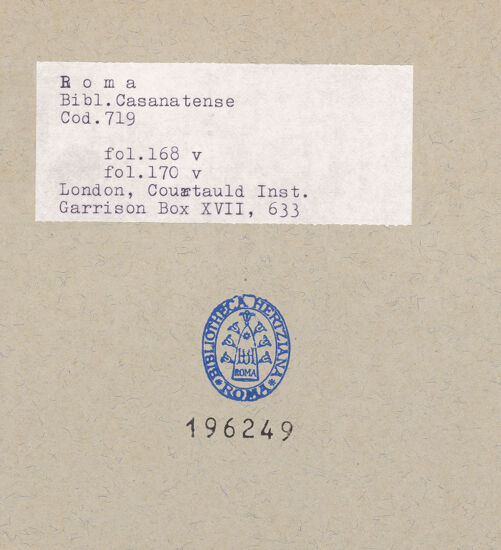 R o m a
Bibl.Casanatense
Cod.719
fol.168 v
fol.170 v
London, Courtauld Inst.
Garrison Box XVII, 633
BIBLIOTHECA HERTZIANA
ROMA
ROMA
196249